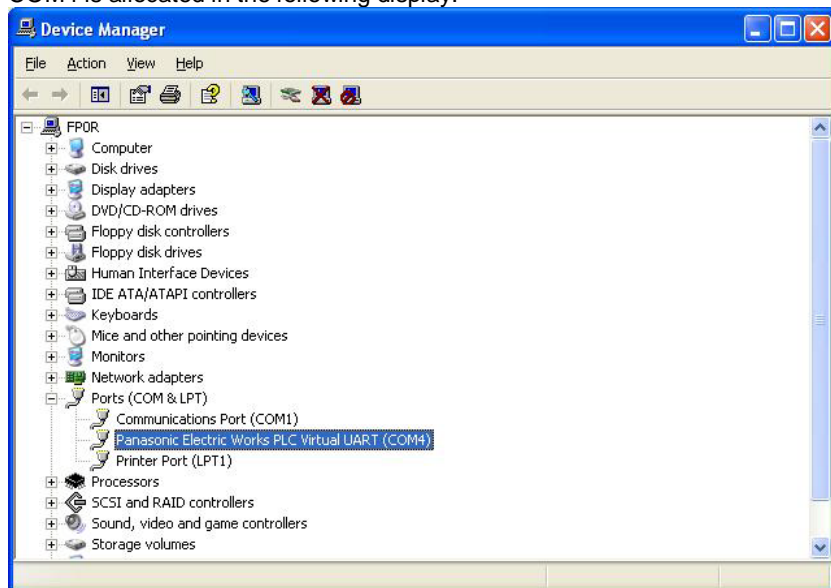 COM4 is allocated in the following display.
Device Manager
File Action View Help
FP0R
Computer
Disk drives
Display adapters
DVD/CD-ROM drives
Floppy disk controllers
Floppy disk drives
Human Interface Devices
IDE ATA/ATAPI controllers
Keyboards
Mice and other pointing devices
Monitors
Network adapters
Ports (COM & LPT)
Communications Port (COM1)
Panasonic Electric Works PLC Virtual UART (COM4)
Printer Port (LPT1)
Processors
SCSI and RAID controllers
Sound, video and game controllers
Storage volumes